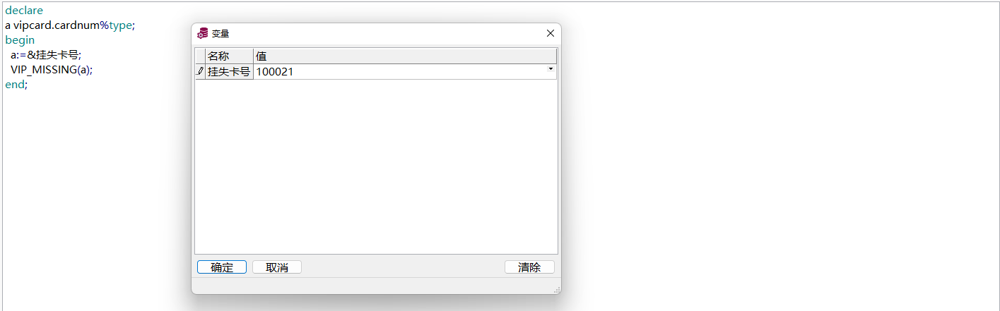 declare
a vipcard.cardnum%type;
begin
a:=&挂失卡号;
VIP_MISSING(a);
end;
变量
名称 值
挂失卡号 100021
确定 取消 清除